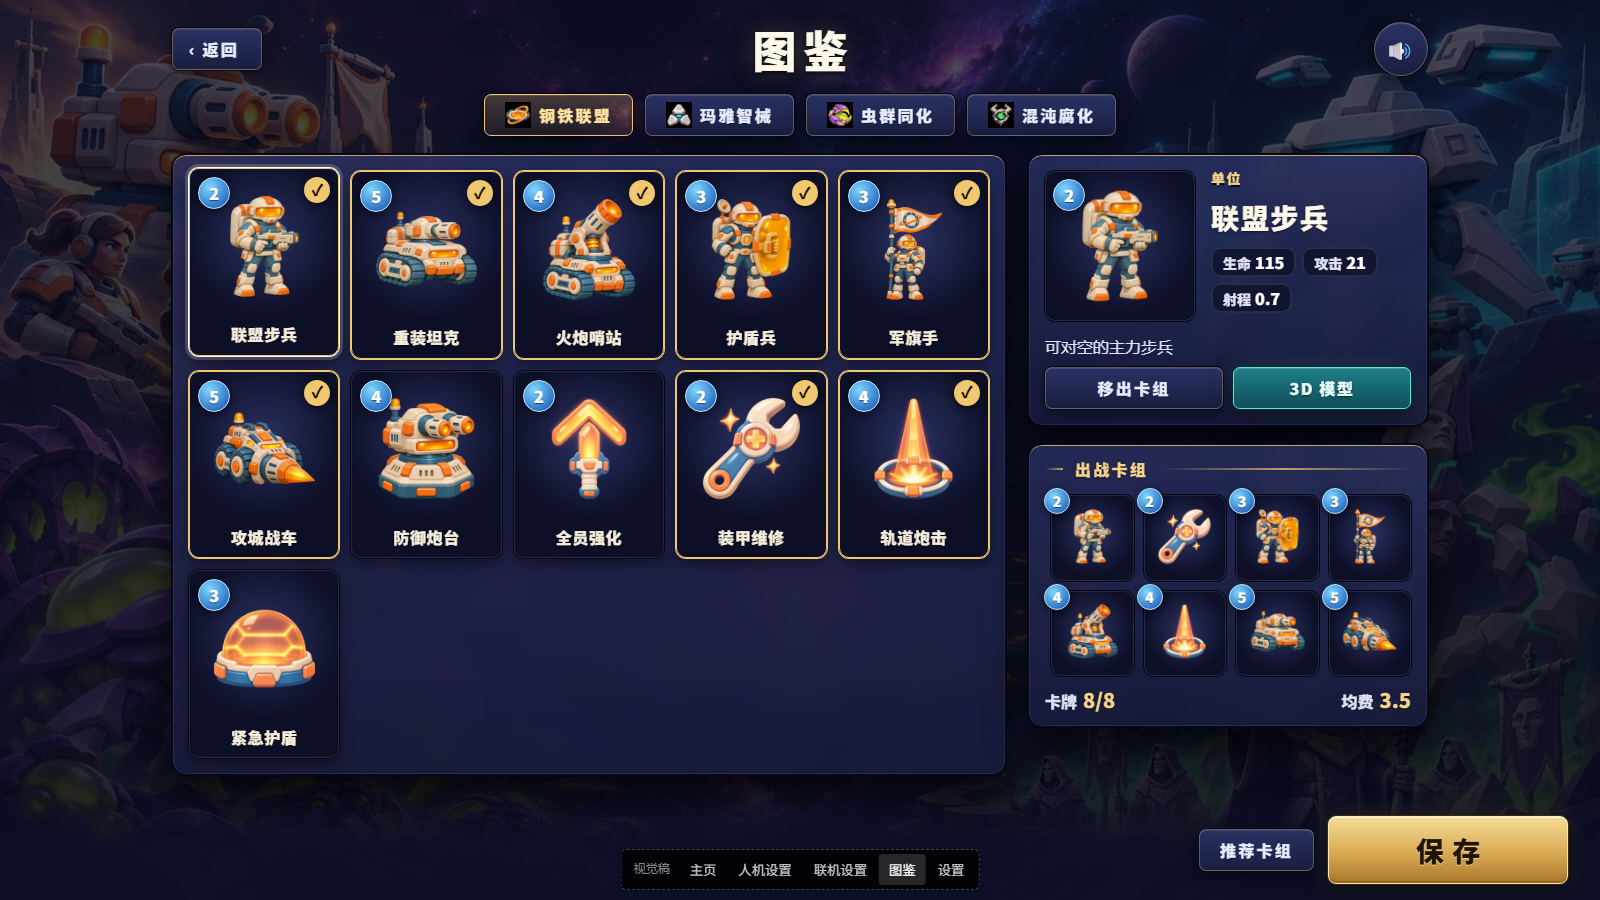 ‹ 返回
图鉴
钢铁联盟
玛雅智械
虫群同化
混沌腐化
2
联盟步兵
5
重装坦克
4
火炮哨站
3
护盾兵
3
军旗手
5
攻城战车
4
防御炮台
2
全员强化
2
装甲维修
4
轨道炮击
3
紧急护盾
2
单位
联盟步兵
生命 115
攻击 21
射程 0.7
可对空的主力步兵
移出卡组
3D 模型
出战卡组
2
2
3
3
4
4
5
5
卡牌 8/8
均费 3.5
推荐卡组
保存
视觉稿
主页
人机设置
联机设置
图鉴
设置